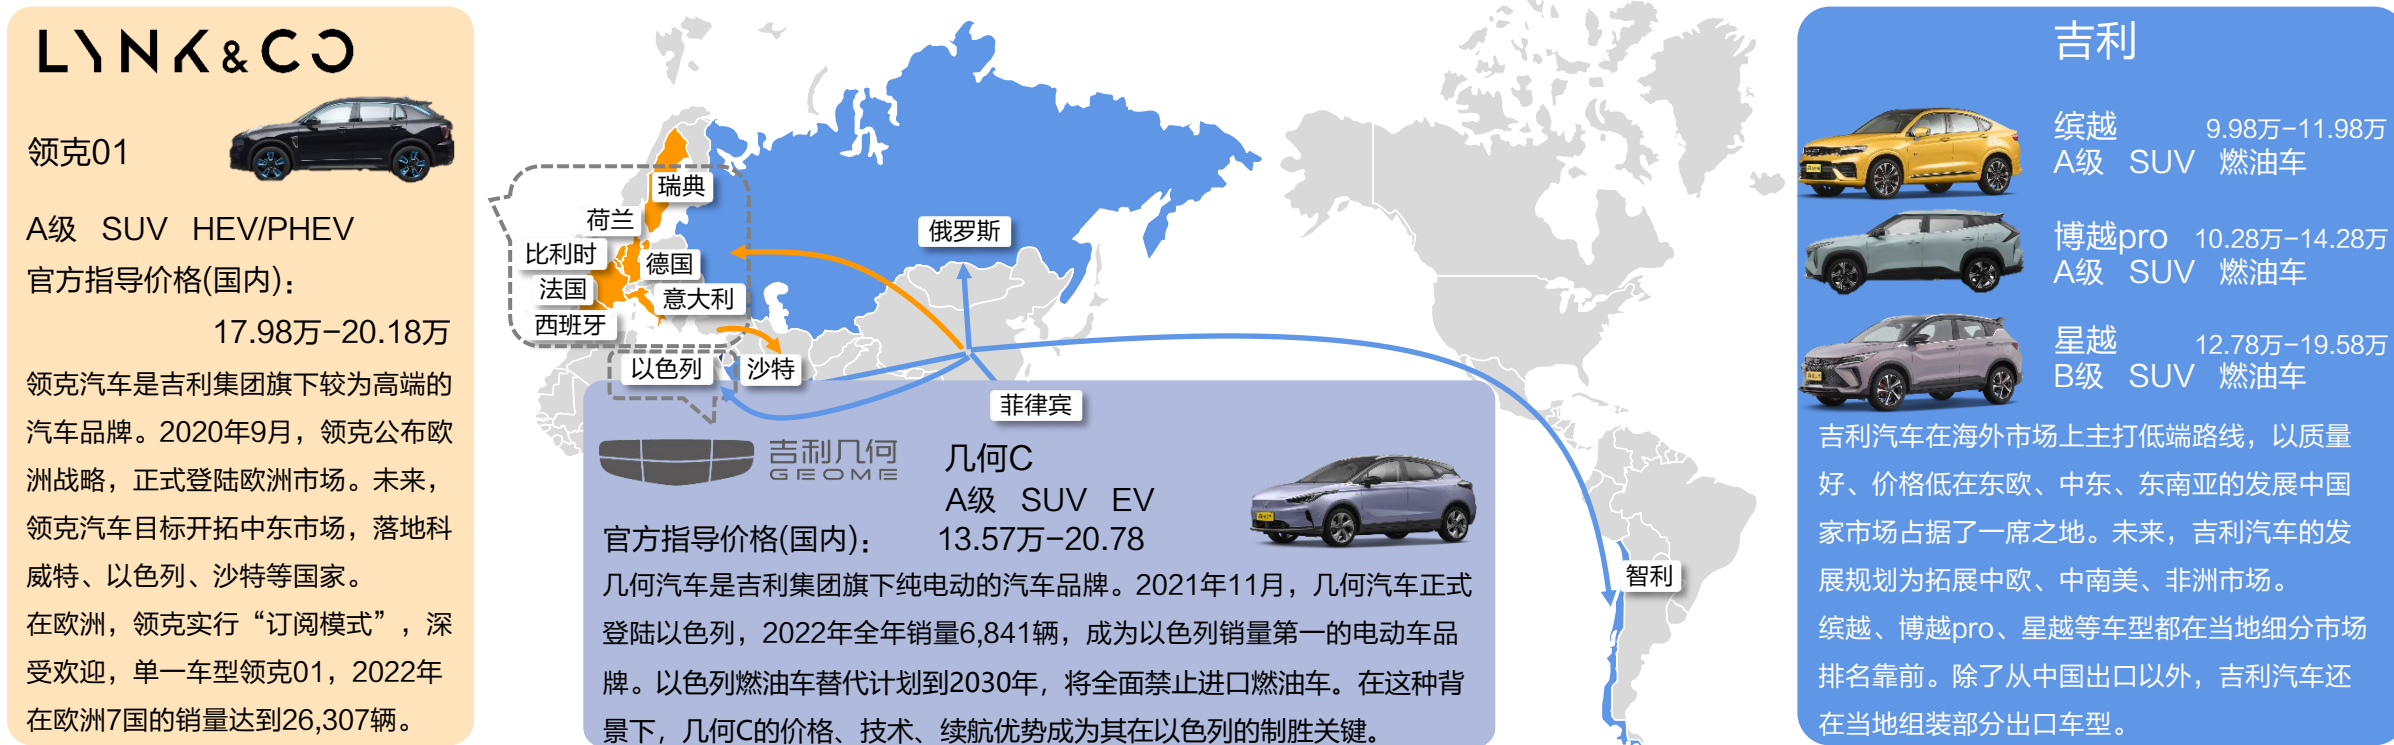 LYNK&CO
领克01
A级 SUV HEV/PHEV
官方指导价格(国内)：
17.98万-20.18万
领克汽车是吉利集团旗下较为高端的
汽车品牌。2020年9月，领克公布欧
洲战略，正式登陆欧洲市场。未来，
领克汽车目标开拓中东市场，落地科
威特、以色列、沙特等国家。
在欧洲，领克实行“订阅模式”，深
受欢迎，单一车型领克01，2022年
在欧洲7国的销量达到26,307辆。
瑞典
荷兰
比利时
德国
法国
意大利
西班牙
以色列
沙特
俄罗斯
菲律宾
智利
吉利几何
GEOME
几何C
A级 SUV EV
官方指导价格(国内)： 13.57万-20.78
几何汽车是吉利集团旗下纯电动的汽车品牌。2021年11月，几何汽车正式
登陆以色列，2022年全年销量6,841辆，成为以色列销量第一的电动车品
牌。以色列燃油车替代计划到2030年，将全面禁止进口燃油车。在这种背
景下，几何C的价格、技术、续航优势成为其在以色列的制胜关键。
吉利
缤越 9.98万-11.98万
A级 SUV 燃油车
博越pro 10.28万-14.28万
A级 SUV 燃油车
星越 12.78万-19.58万
B级 SUV 燃油车
吉利汽车在海外市场上主打低端路线，以质量
好、价格低在东欧、中东、东南亚的发展中国
家市场占据了一席之地。未来，吉利汽车的发
展规划为拓展中欧、中南美、非洲市场。
缤越、博越pro、星越等车型都在当地细分市场
排名靠前。除了从中国出口以外，吉利汽车还
在当地组装部分出口车型。